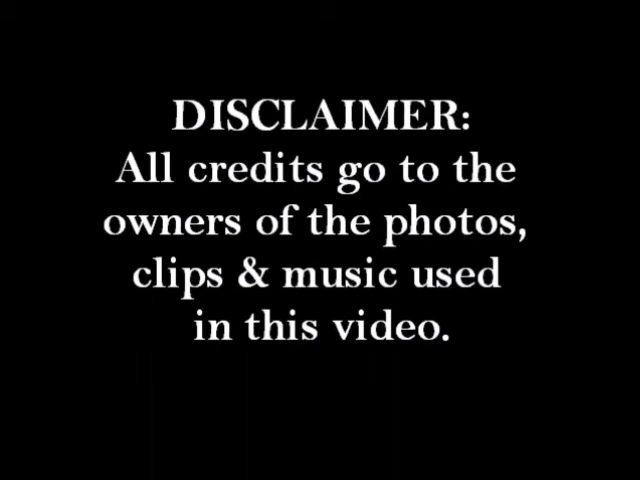 DISCLAIMER:
All credits go to the
owners of the photos,
clips & music used
in this video.